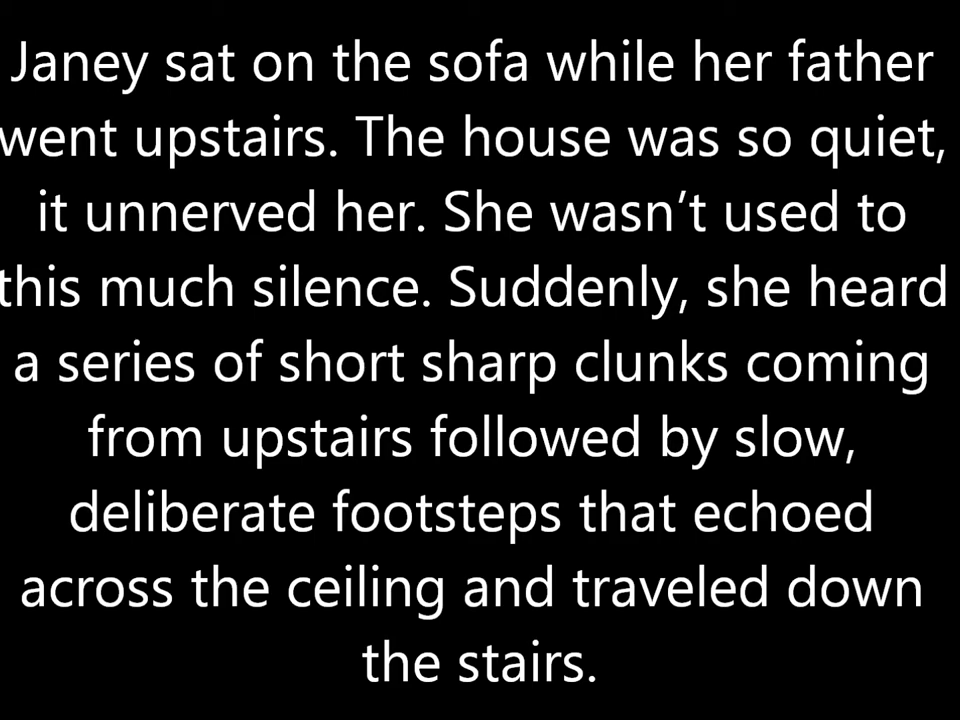 Janey sat on the sofa while her father
went upstairs. The house was so quiet,
it unnerved her. She wasn’t used to
this much silence. Suddenly, she heard
a series of short sharp clunks coming
from upstairs followed by slow,
deliberate footsteps that echoed
across the ceiling and traveled down
the stairs.